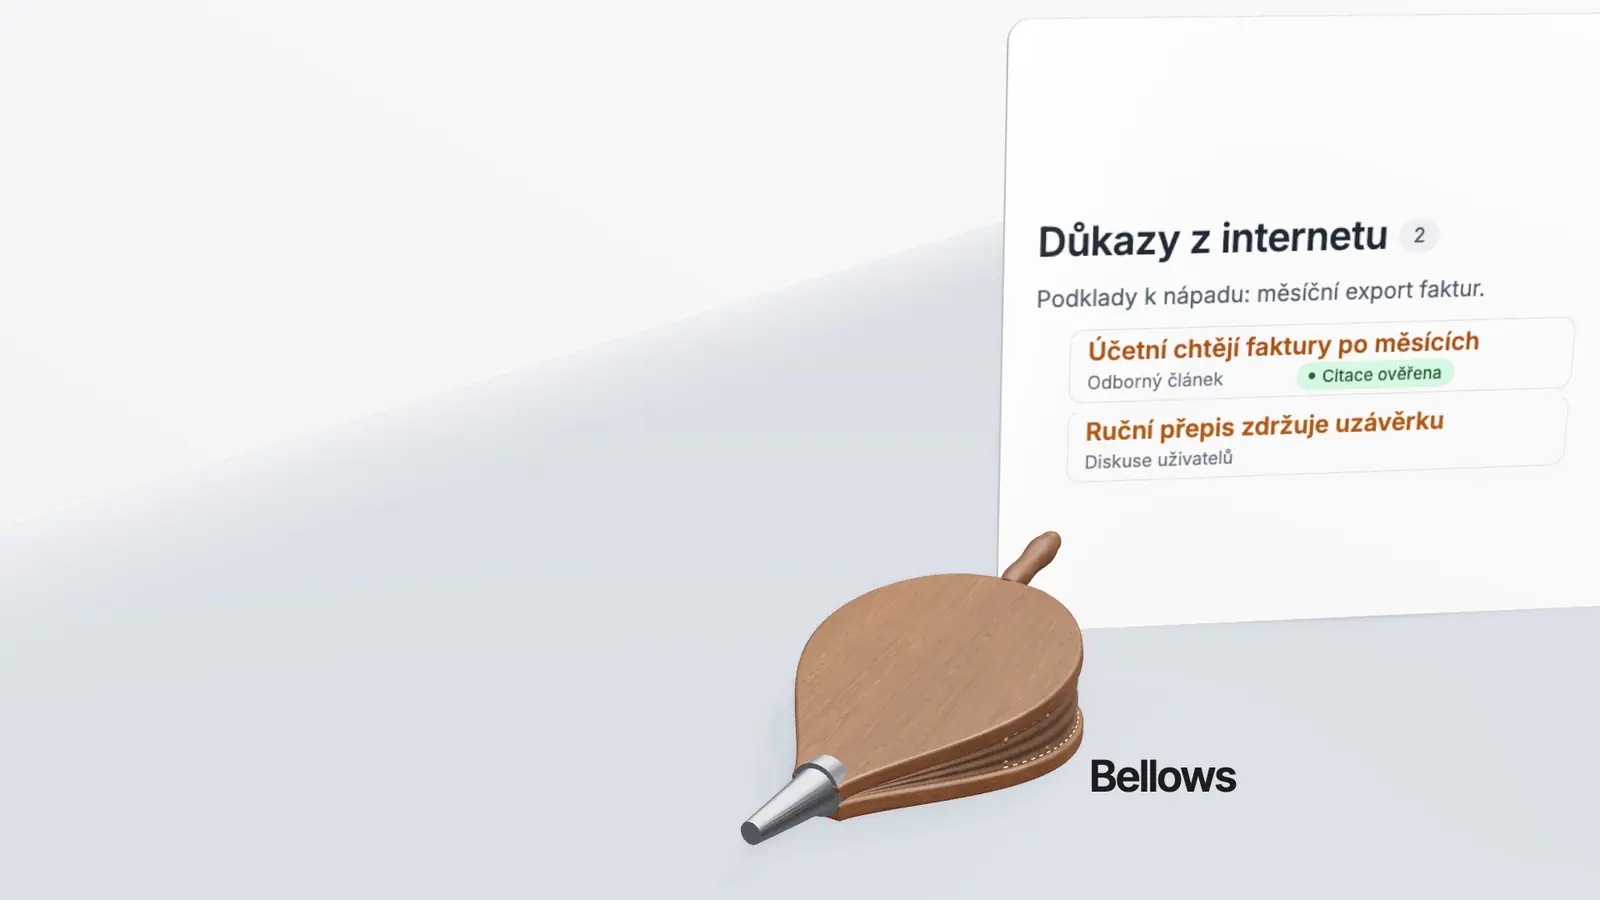 Důkazy z internetu 2
Podklady k nápadu: měsíční export faktur.
Účetní chtějí faktury po měsících
Odborný článek
• Citace ověřena
Ruční přepis zdržuje uzávěrku
Diskuse uživatelů
Bellows